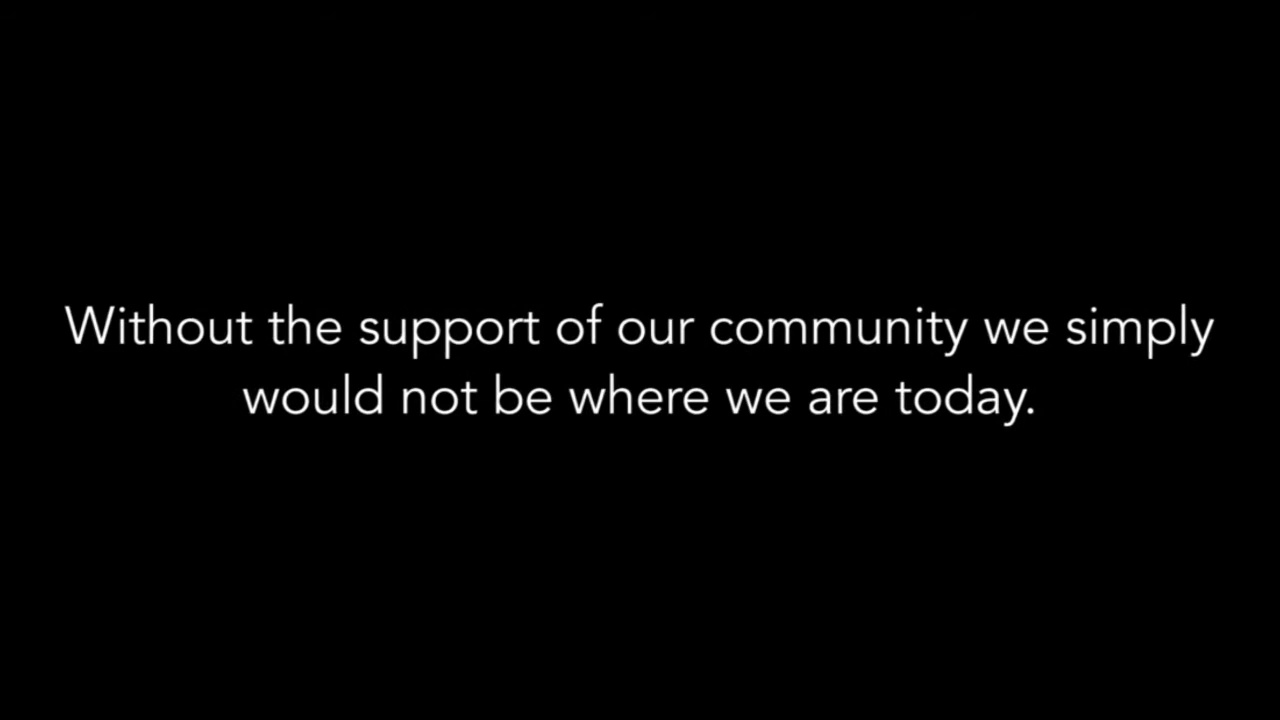 Without the support of our community we simply
would not be where we are today.